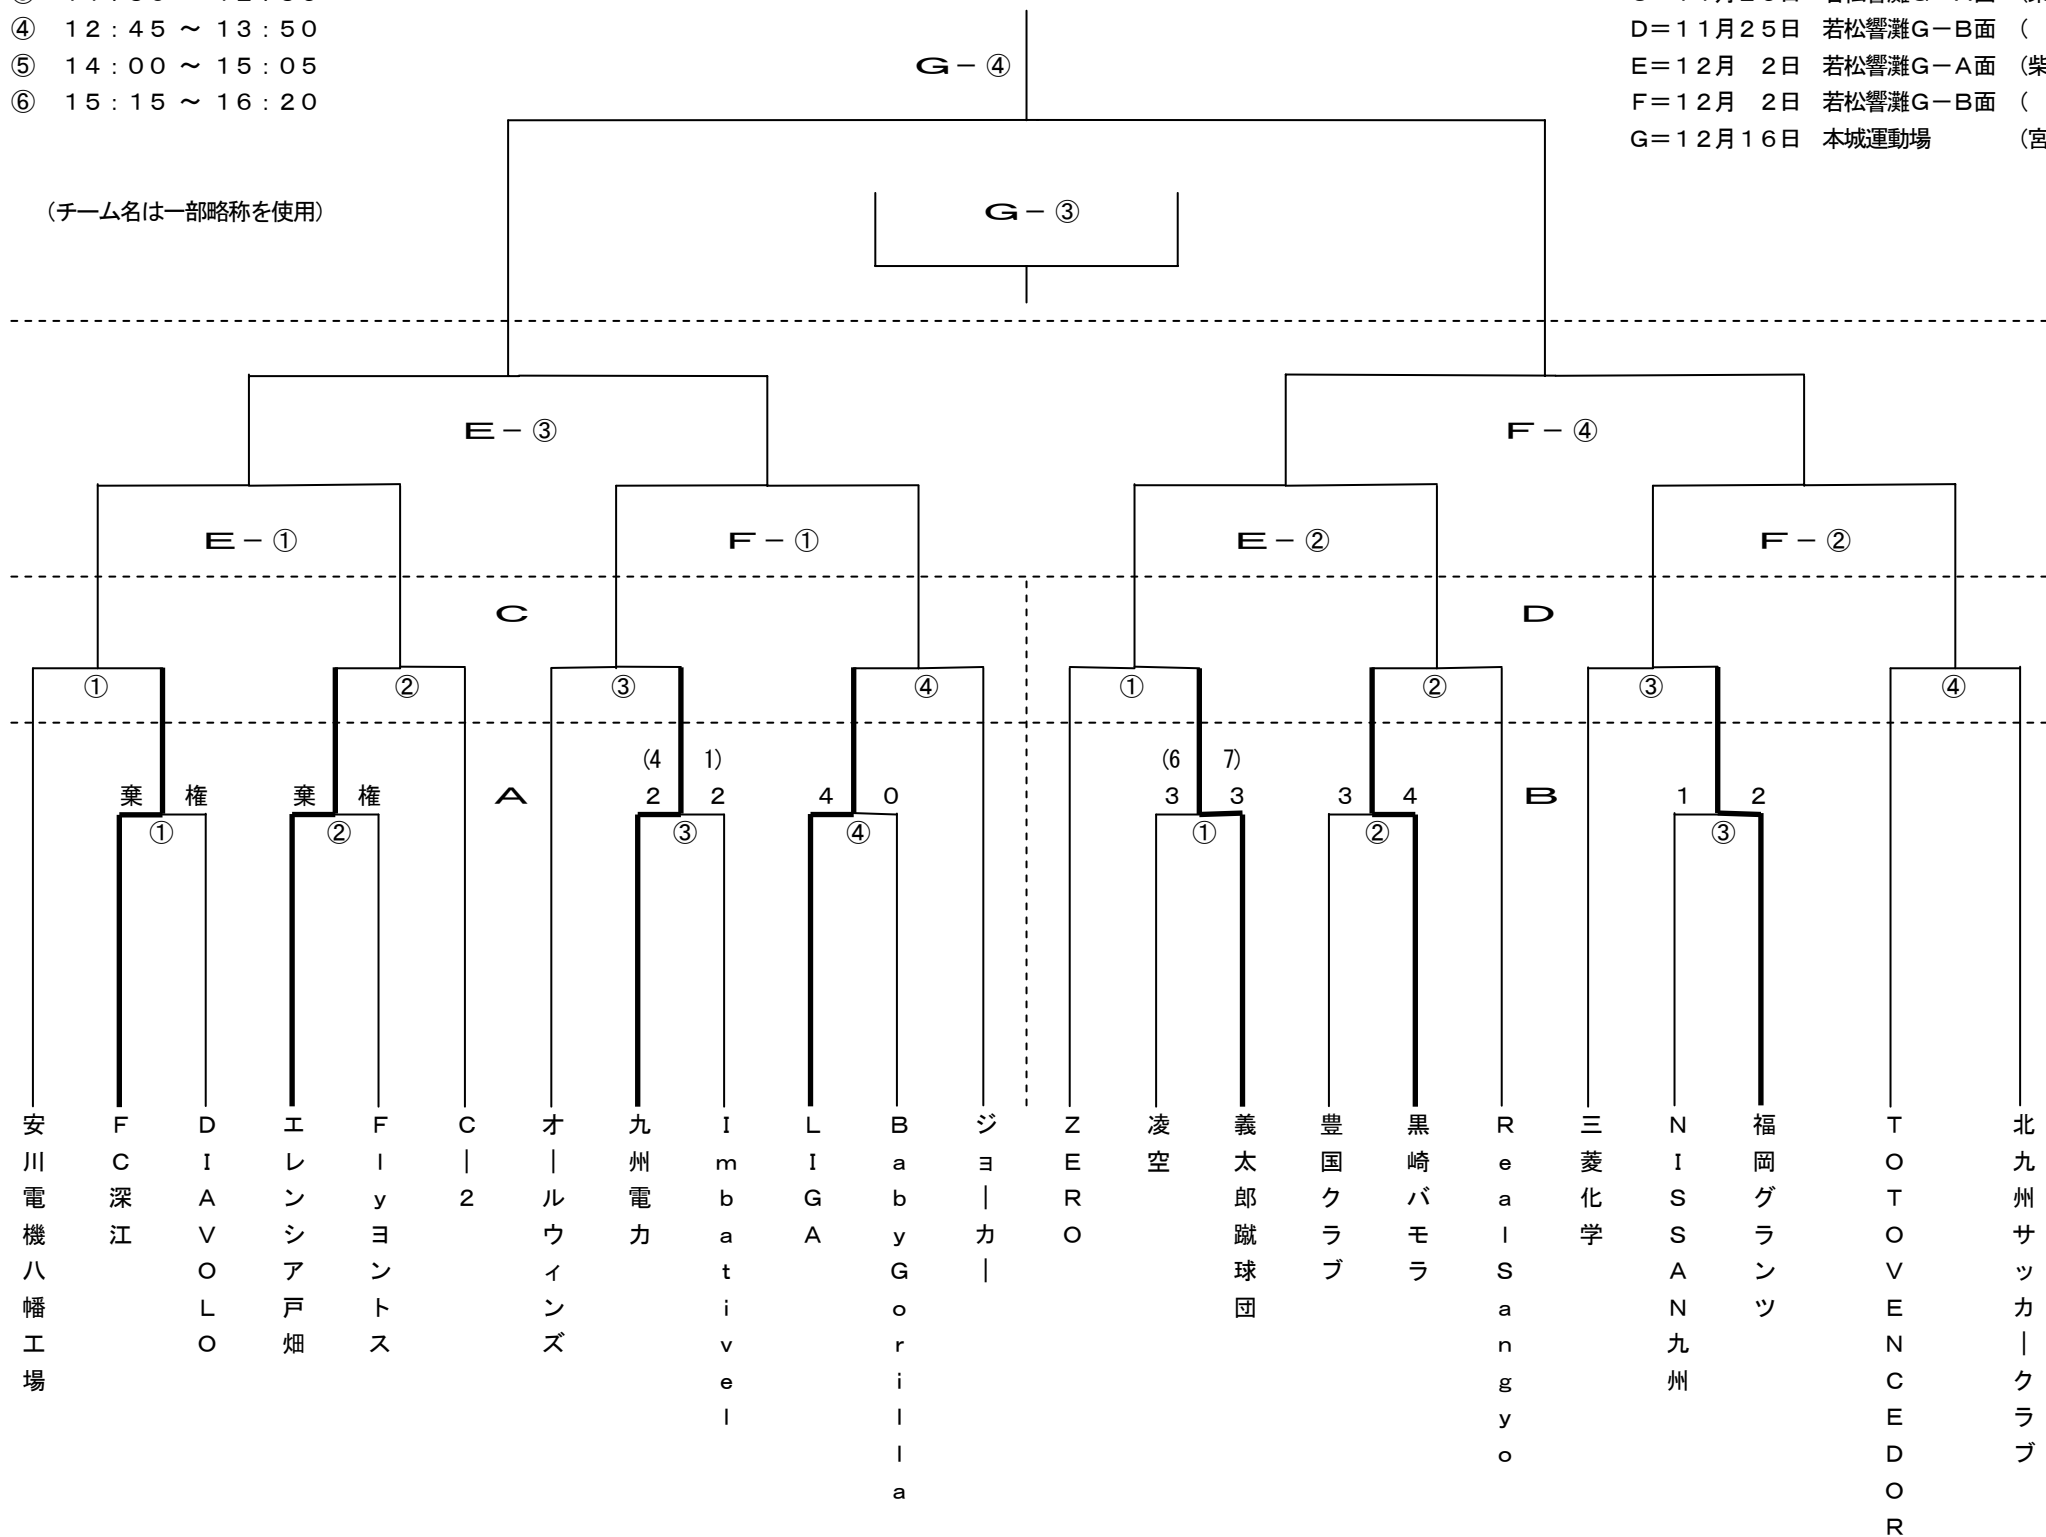 ④　１２：４５ ～ １３：５０
⑤　１４：００ ～ １５：０５
⑥　１５：１５ ～ １６：２０
Ｄ＝１１月２５日　若松響灘Ｇ－Ｂ面　（
Ｅ＝１２月　２日　若松響灘Ｇ－Ａ面　（柴
Ｆ＝１２月　２日　若松響灘Ｇ－Ｂ面　（
Ｇ＝１２月１６日　本城運動場　（宮
（チーム名は一部略称を使用）
Ｇ－④
Ｇ－③
Ｅ－③
Ｆ－④
Ｅ－①
Ｆ－①
Ｅ－②
Ｆ－②
Ｃ
Ｄ
①
②
③
④
①
②
③
④
(4　1)
(6　7)
棄　権
棄　権
Ａ
２　２
４　０
３　３
３　４
Ｂ
１　２
①
②
③
④
①
②
③
安川電機八幡工場
ＦＣ深江
ＤＩＡＶＯＬＯ
エレンシア戸畑
Ｆｌｙヨントス
Ｃ－２
オールウィンズ
九州電力
Ｉｍｂａｔｉｖｅｌ
ＬＩＧＡ
ＢａｂｙＧｏｒｉｌｌａ
ジョーカー
ＺＥＲＯ
凌空
義太郎蹴球団
豊国クラブ
黒崎バモラ
ＲｅａｌＳａｎｇｙｏ
三菱化学
ＮＩＳＳＡＮ九州
福岡グランツ
ＴＯＴＯＶＥＮＣＥＤＯＲ
北九州サッカークラブ